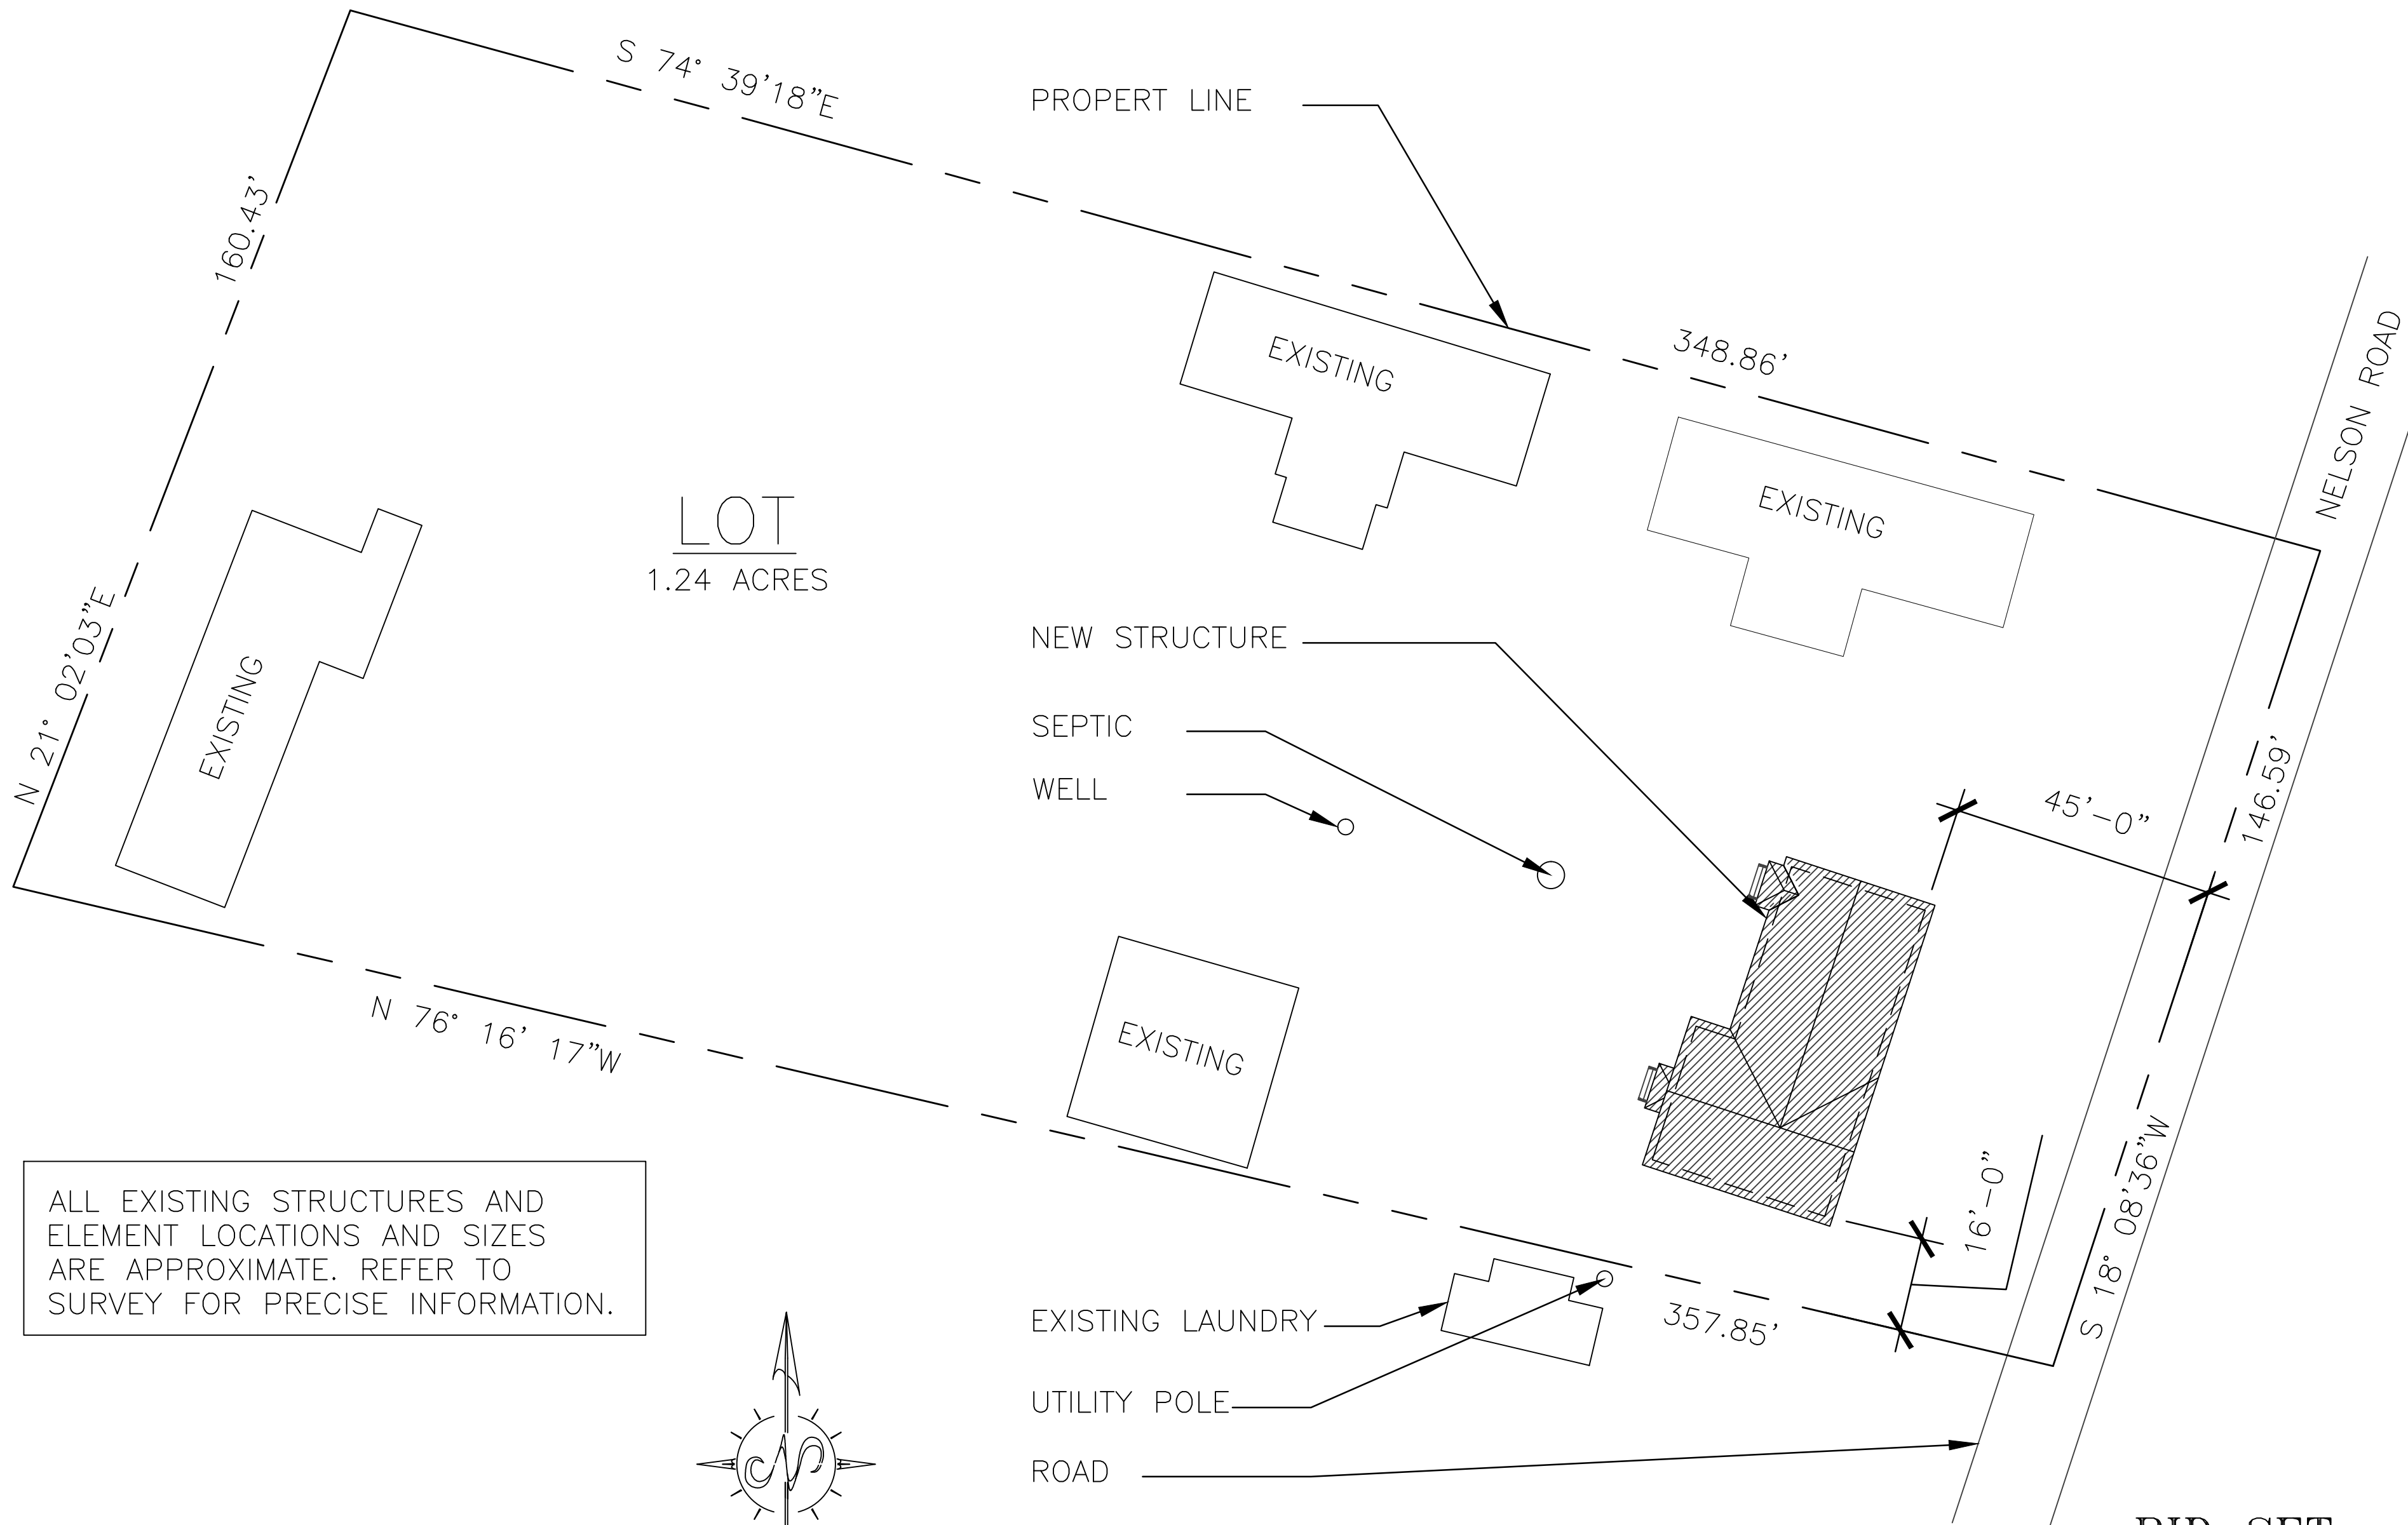 S 74° 39'18"E
PROPERT LINE
160.43'
348.86'
NELSON ROAD
EXISTING
EXISTING
LOT
1.24 ACRES
NEW STRUCTURE
SEPTIC
WELL
N 21° 02'03"E
EXISTING
45'-0"
146.59'
N 76° 16' 17"W
EXISTING
ALL EXISTING STRUCTURES AND
ELEMENT LOCATIONS AND SIZES
ARE APPROXIMATE. REFER TO
SURVEY FOR PRECISE INFORMATION.
16'-0"
S 18° 08'36"W
EXISTING LAUNDRY
357.85'
UTILITY POLE
ROAD
N
BID SET